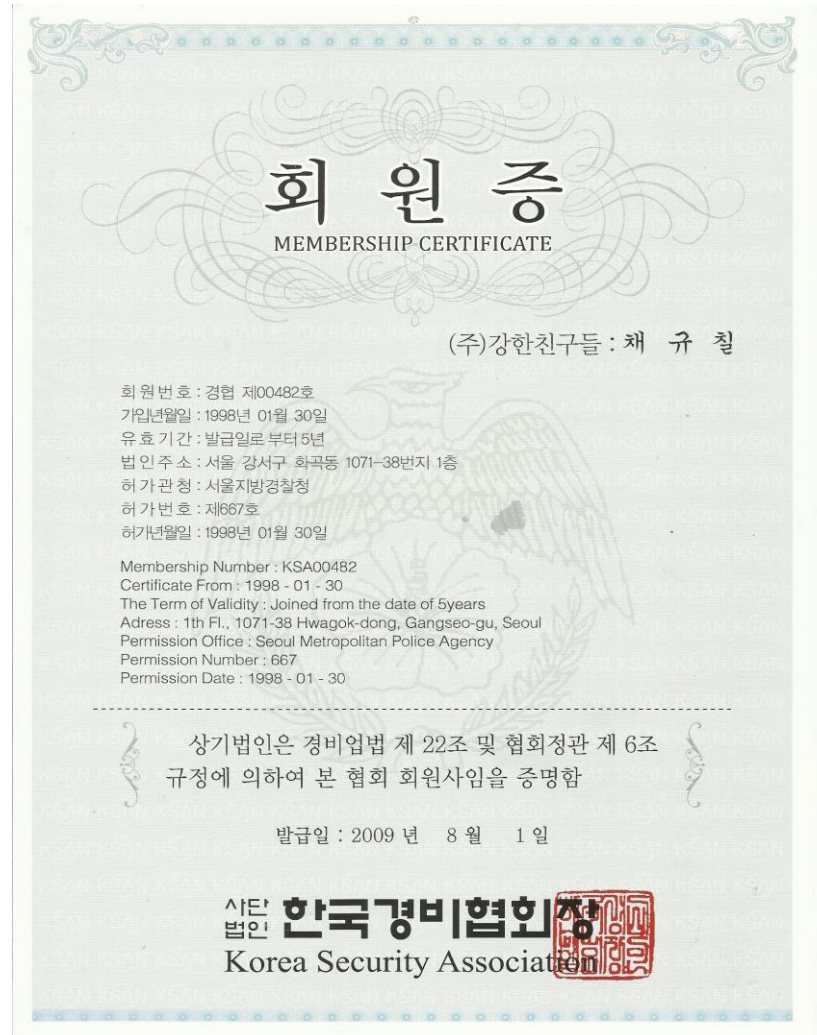 회 원 증
MEMBERSHIP CERTIFICATE
(주)강한친구들 : 채 규 칠
회 원 번 호 : 경협 제00482호
가입년월일 : 1998년 01월 30일
유 효 기 간 : 발급일로 부터 5년
법 인 주 소 : 서울 강서구 화곡동 1071-38번지 1층
허 가 관 청 : 서울지방경찰청
허 가 번 호 : 제667호
허가년월일 : 1998년 01월 30일
Membership Number : KSA00482
Certificate From : 1998 - 01 - 30
The Term of Validity : Joined from the date of 5years
Adress : 1th Fl., 1071-38 Hwagok-dong, Gangseo-gu, Seoul
Permission Office : Seoul Metropolitan Police Agency
Permission Number : 667
Permission Date : 1998 - 01 - 30
상기법인은 경비업법 제 22조 및 협회정관 제 6조
규정에 의하여 본 협회 회원사임을 증명함
발급일 : 2009 년 8 월 1 일
사단
법인 한국경비협회장
Korea Security Association